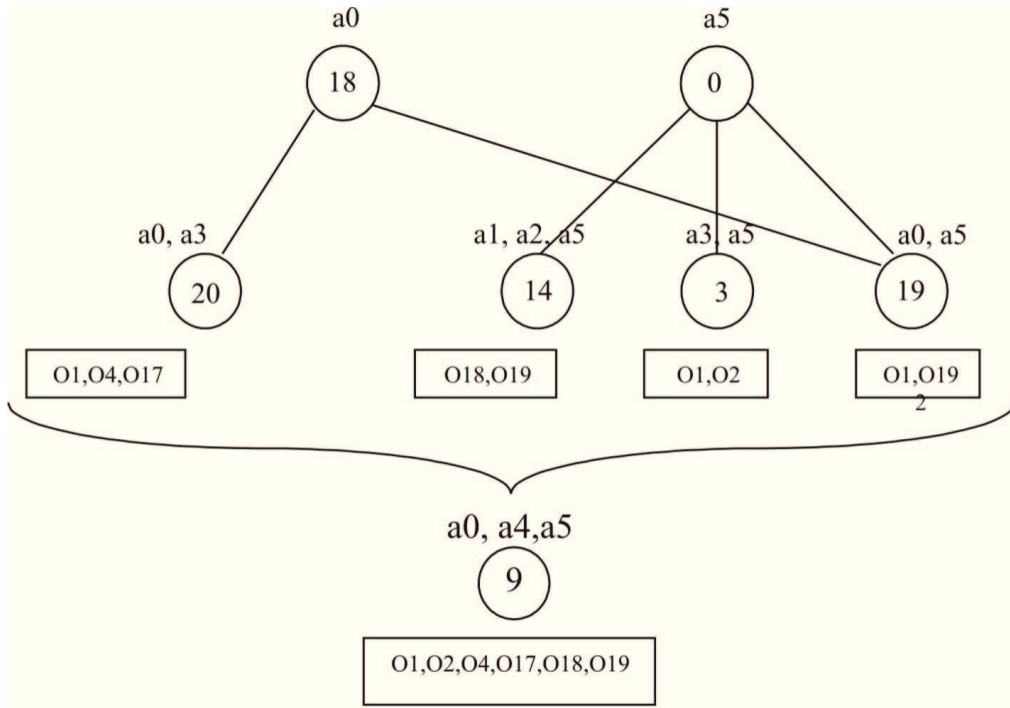 a0 a5
18 0
a0, a3 a1, a2, a5 a3, a5 a0, a5
20 14 3 19
O1,O4,O17 O18,O19 O1,O2 O1,O19
2
a0, a4,a5
9
O1,O2,O4,O17,O18,O19